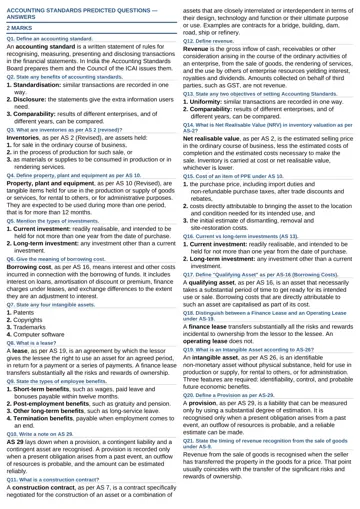 ACCOUNTING STANDARDS PREDICTED QUESTIONS —
ANSWERS
2 MARKS
Q1. Define an accounting standard.
An accounting standard is a written statement of rules for
recognising, measuring, presenting and disclosing transactions
in the financial statements. In India the Accounting Standards
Board prepares them and the Council of the ICAI issues them.
Q2. State any benefits of accounting standards.
1. Standardisation: similar transactions are recorded in one
way.
2. Disclosure: the statements give the extra information users
need.
3. Comparability: results of different enterprises, and of
different years, can be compared.
Q3. What are inventories as per AS 2 (revised)?
Inventories, as per AS 2 (Revised), are assets held:
1. for sale in the ordinary course of business,
2. in the process of production for such sale, or
3. as materials or supplies to be consumed in production or in
rendering services.
Q4. Define property, plant and equipment as per AS 10.
Property, plant and equipment, as per AS 10 (Revised), are
tangible items held for use in the production or supply of goods
or services, for rental to others, or for administrative purposes.
They are expected to be used during more than one period,
that is for more than 12 months.
Q5. Mention the types of investments.
1. Current investment: readily realisable, and intended to be
held for not more than one year from the date of purchase.
2. Long-term investment: any investment other than a current
investment.
Q6. Give the meaning of borrowing cost.
Borrowing cost, as per AS 16, means interest and other costs
incurred in connection with the borrowing of funds. It includes
interest on loans, amortisation of discount or premium, finance
charges under leases, and exchange differences to the extent
they are an adjustment to interest.
Q7. State any four intangible assets.
1. Patents
2. Copyrights
3. Trademarks
4. Computer software
Q8. What is a lease?
A lease, as per AS 19, is an agreement by which the lessor
gives the lessee the right to use an asset for an agreed period,
in return for a payment or a series of payments. A finance lease
transfers substantially all the risks and rewards of ownership.
Q9. State the types of employee benefits.
1. Short-term benefits, such as wages, paid leave and
bonuses payable within twelve months.
2. Post-employment benefits, such as gratuity and pension.
3. Other long-term benefits, such as long-service leave.
4. Termination benefits, payable when employment comes to
an end.
Q10. Write a note on AS 29.
AS 29 lays down when a provision, a contingent liability and a
contingent asset are recognised. A provision is recorded only
when a present obligation arises from a past event, an outflow
of resources is probable, and the amount can be estimated
reliably.
Q11. What is a construction contract?
A construction contract, as per AS 7, is a contract specifically
negotiated for the construction of an asset or a combination of
assets that are closely interrelated or interdependent in terms of
their design, technology and function or their ultimate purpose
or use. Examples are contracts for a bridge, building, dam,
road, ship or refinery.
Q12. Define revenue.
Revenue is the gross inflow of cash, receivables or other
consideration arising in the course of the ordinary activities of
an enterprise, from the sale of goods, the rendering of services,
and the use by others of enterprise resources yielding interest,
royalties and dividends. Amounts collected on behalf of third
parties, such as GST, are not revenue.
Q13. State any two objectives of setting Accounting Standards.
1. Uniformity: similar transactions are recorded in one way.
2. Comparability: results of different enterprises, and of
different years, can be compared.
Q14. What is Net Realisable Value (NRV) in inventory valuation as per
AS-2?
Net realisable value, as per AS 2, is the estimated selling price
in the ordinary course of business, less the estimated costs of
completion and the estimated costs necessary to make the
sale. Inventory is carried at cost or net realisable value,
whichever is lower.
Q15. Cost of an item of PPE under AS 10.
1. the purchase price, including import duties and
non-refundable purchase taxes, after trade discounts and
rebates,
2. costs directly attributable to bringing the asset to the location
and condition needed for its intended use, and
3. the initial estimate of dismantling, removal and
site-restoration costs.
Q16. Current vs long-term investments (AS 13).
1. Current investment: readily realisable, and intended to be
held for not more than one year from the date of purchase.
2. Long-term investment: any investment other than a current
investment.
Q17. Define "Qualifying Asset" as per AS-16 (Borrowing Costs).
A qualifying asset, as per AS 16, is an asset that necessarily
takes a substantial period of time to get ready for its intended
use or sale. Borrowing costs that are directly attributable to
such an asset are capitalised as part of its cost.
Q18. Distinguish between a Finance Lease and an Operating Lease
under AS-19.
A finance lease transfers substantially all the risks and rewards
incidental to ownership from the lessor to the lessee. An
operating lease does not.
Q19. What is an Intangible Asset according to AS-26?
An intangible asset, as per AS 26, is an identifiable
non-monetary asset without physical substance, held for use in
production or supply, for rental to others, or for administration.
Three features are required: identifiability, control, and probable
future economic benefits.
Q20. Define a Provision as per AS-29.
A provision, as per AS 29, is a liability that can be measured
only by using a substantial degree of estimation. It is
recognised only when a present obligation arises from a past
event, an outflow of resources is probable, and a reliable
estimate can be made.
Q21. State the timing of revenue recognition from the sale of goods
under AS-9.
Revenue from the sale of goods is recognised when the seller
has transferred the property in the goods for a price. That point
usually coincides with the transfer of the significant risks and
rewards of ownership.